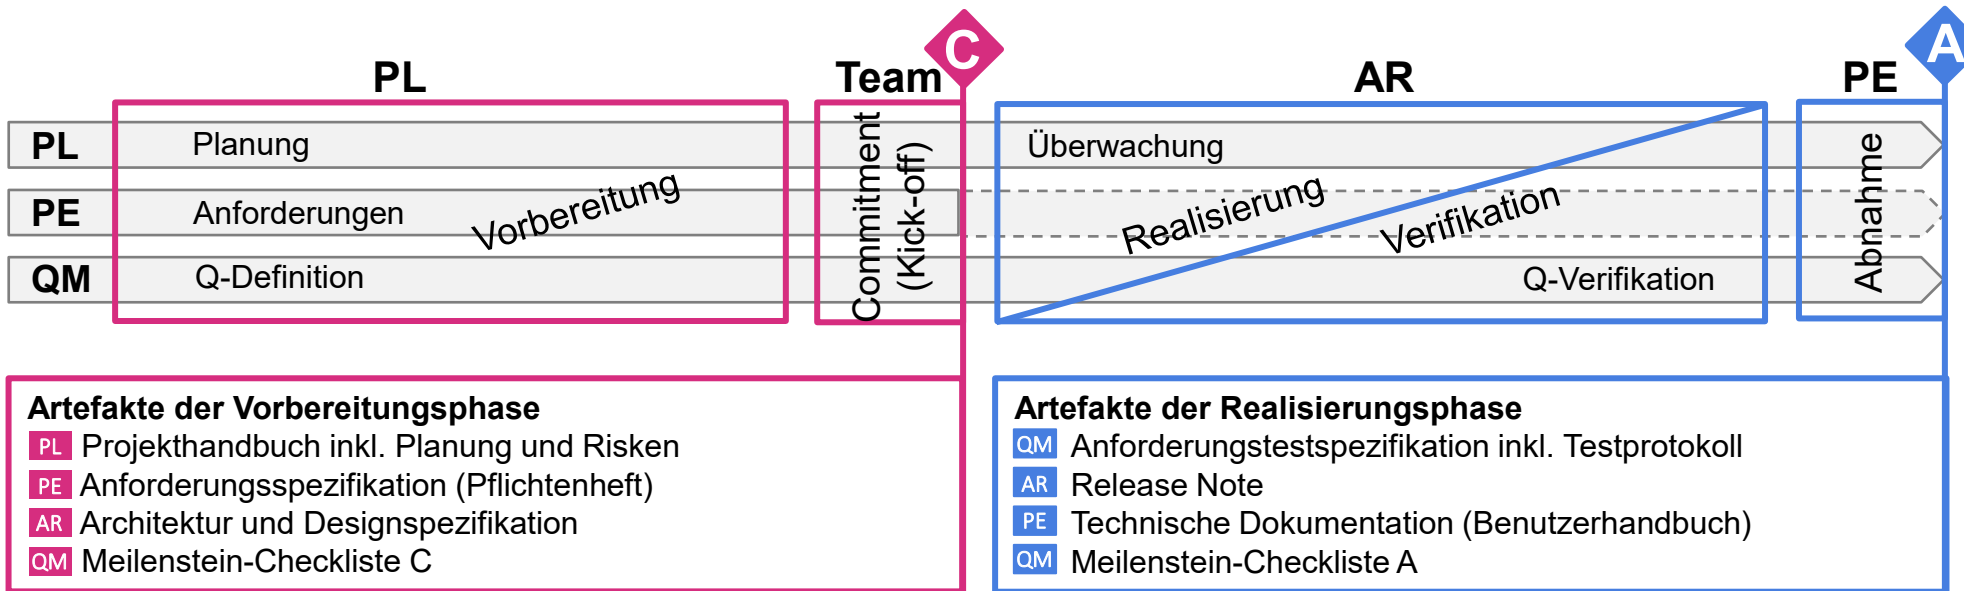 C
A
PL
Team
AR
PE
PL
Planung
Überwachung
PE
Anforderungen
QM
Q-Definition
Q-Verifikation
Vorbereitung
Commitment
(Kick-off)
Realisierung
Verifikation
Abnahme
Artefakte der Vorbereitungsphase
PL Projekthandbuch inkl. Planung und Risken
PE Anforderungsspezifikation (Pflichtenheft)
AR Architektur und Designspezifikation
QM Meilenstein-Checkliste C
Artefakte der Realisierungsphase
QM Anforderungstestspezifikation inkl. Testprotokoll
AR Release Note
PE Technische Dokumentation (Benutzerhandbuch)
QM Meilenstein-Checkliste A